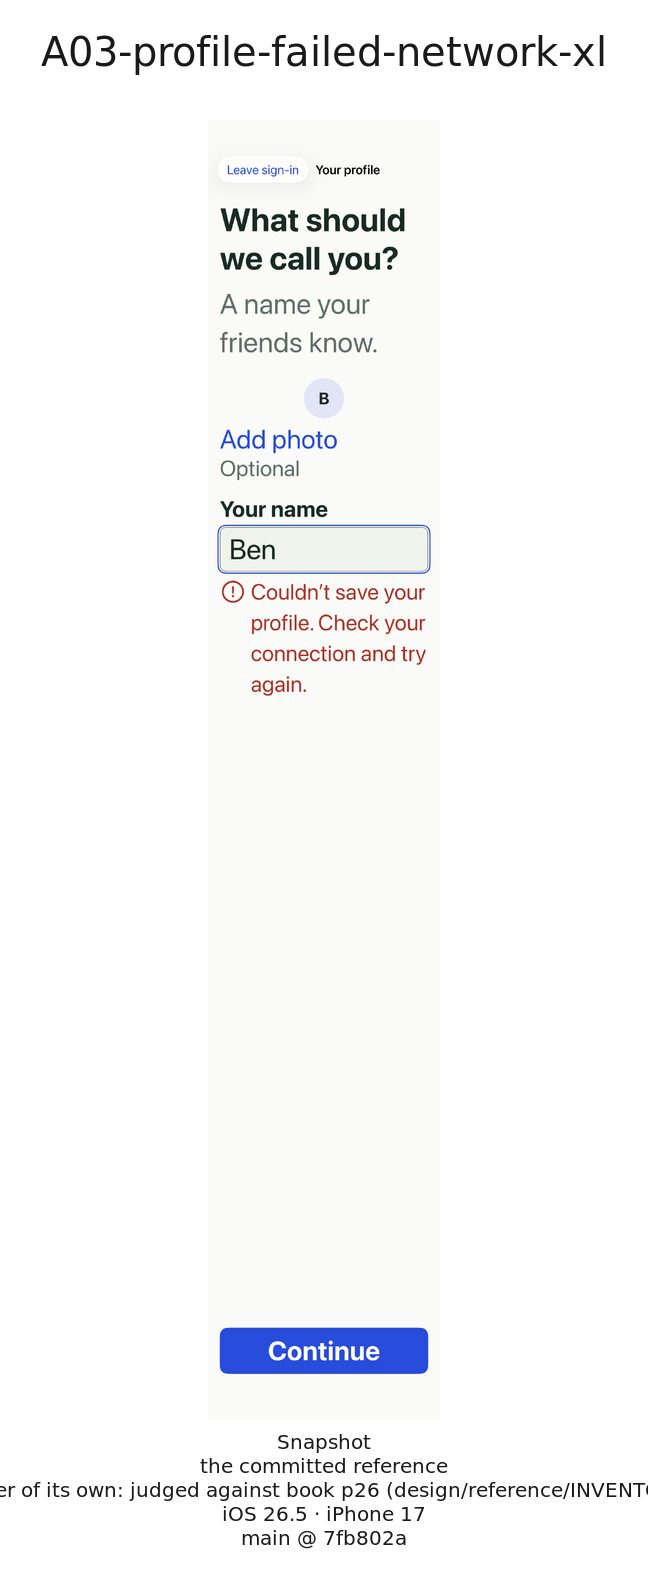 A03-profile-failed-network-xl
Leave sign-in Your profile
What should
we call you?
A name your
friends know.
B
Add photo
Optional
Your name
Ben
Couldn’t save your
profile. Check your
connection and try
again.
Continue
Snapshot
the committed reference
of its own: judged against book p26 (design/reference/
iOS 26.5 · iPhone 17
main @ 7fb802a